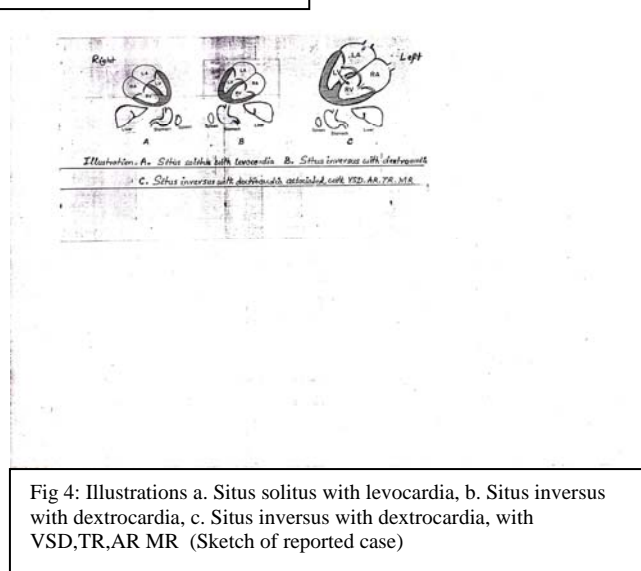 Right
Left
LA
LA
LA
RA
RA
LV
RV
RV
RV
Liver
Stomach
Spleen
Spleen
Stomach
Liver
Spleen
Stomach
Liver
A
B
C
Illustration. A. Situs solitus with levocardia B. Situs inversus with dextrocardia
C. Situs inversus with dextrocardia associated with VSD. AR. TR. MR
Fig 4: Illustrations a. Situs solitus with levocardia, b. Situs inversus
with dextrocardia, c. Situs inversus with dextrocardia, with
VSD,TR,AR MR (Sketch of reported case)